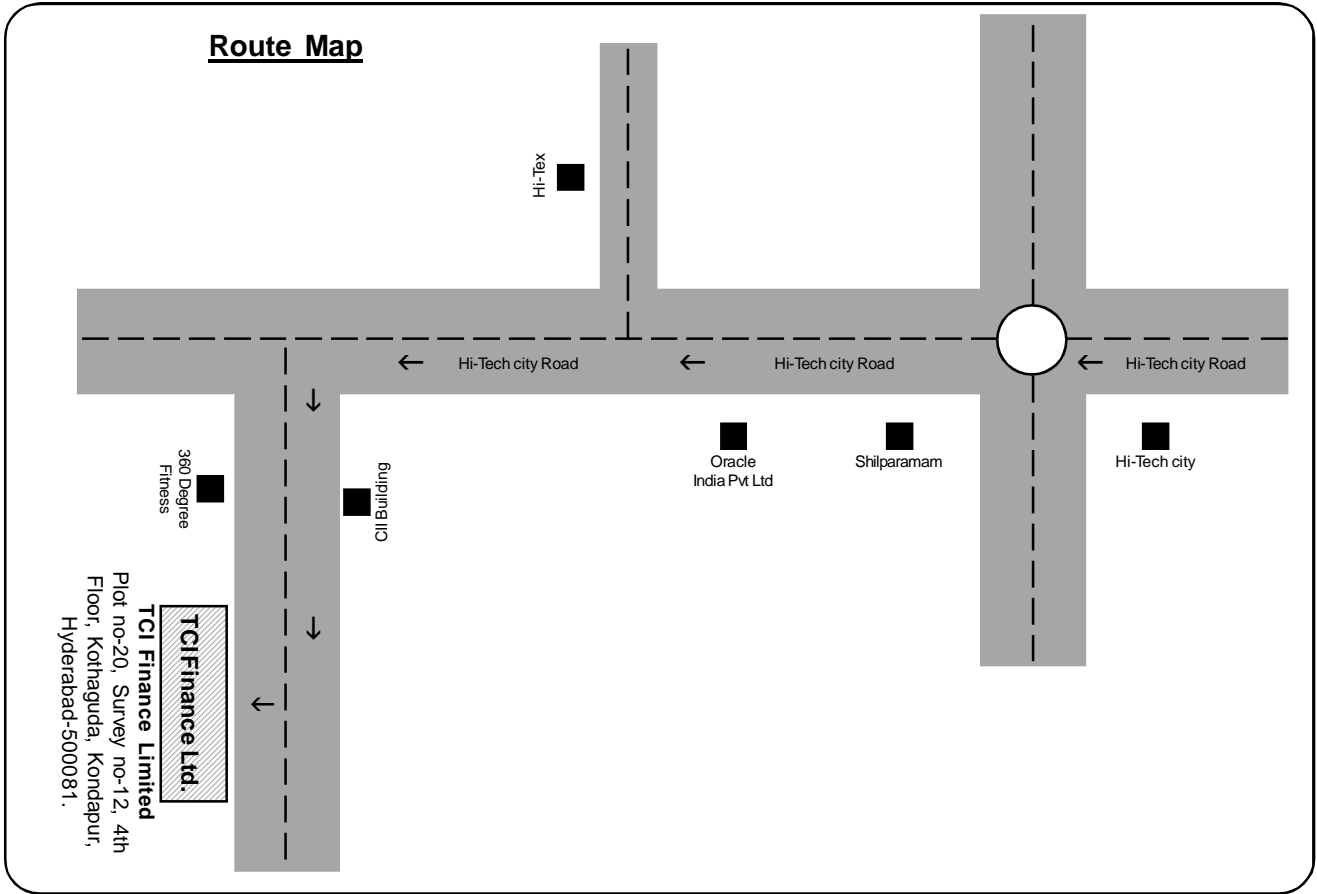 Route Map
Hi-Tex
Hi-Tech city Road
Hi-Tech city Road
Hi-Tech city Road
Oracle
India Pvt Ltd
Shilparamam
Hi-Tech city
360 Degree
Fitness
CII Building
TCI Finance Ltd.
TCI Finance Limited
Plot no-20, Survey no-12, 4th
Floor, Kothaguda, Kondapur,
Hyderabad-500081.